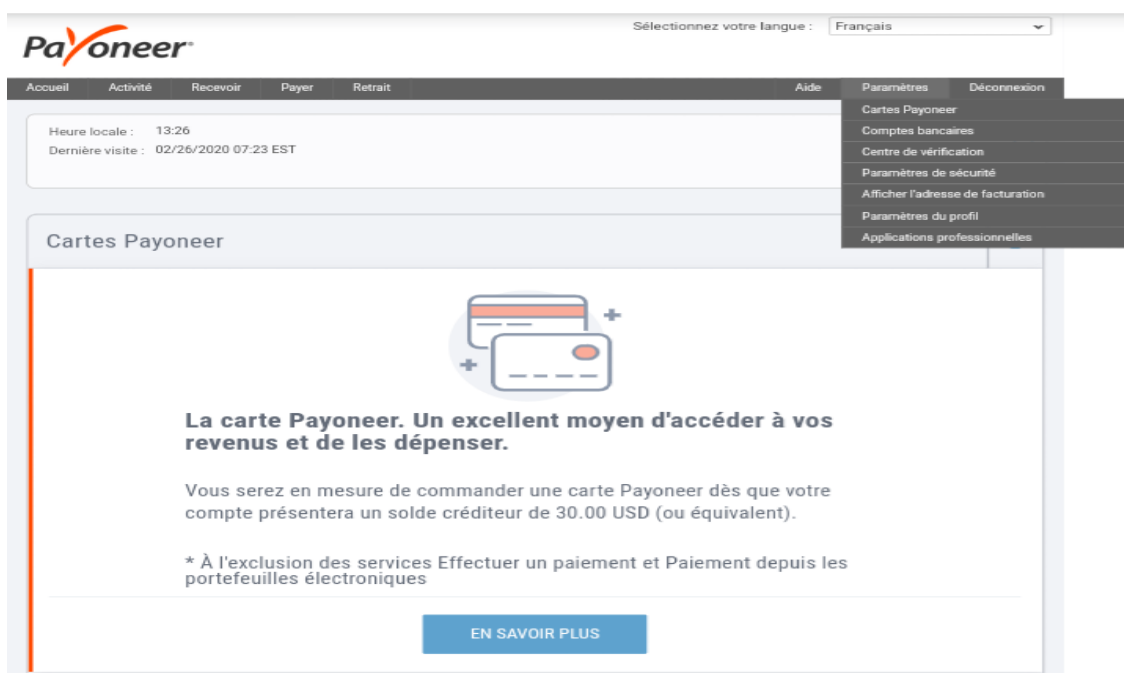 Sélectionnez votre langue : Français
Payoneer
Accueil Activité Recevoir Payer Retrait Aide Paramètres Déconnexion
Cartes Payoneer
Comptes bancaires
Centre de vérification
Paramètres de sécurité
Afficher l'adresse de facturation
Paramètres du profil
Applications professionnelles
Heure locale : 13:26
Dernière visite : 02/26/2020 07:23 EST
Cartes Payoneer
La carte Payoneer. Un excellent moyen d'accéder à vos
revenus et de les dépenser.
Vous serez en mesure de commander une carte Payoneer dès que votre
compte présentera un solde créditeur de 30.00 USD (ou équivalent).
* À l'exclusion des services Effectuer un paiement et Paiement depuis les
portefeuilles électroniques
EN SAVOIR PLUS